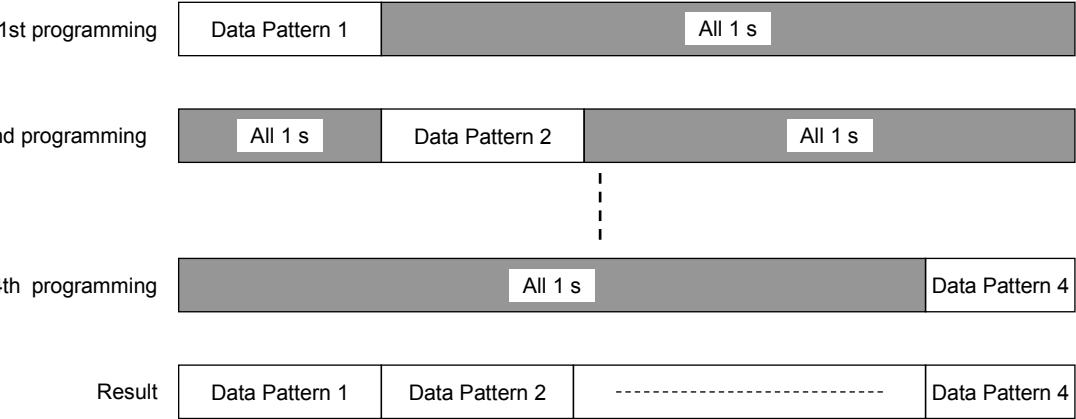 1st programming Data Pattern 1 All 1 s
nd programming All 1 s Data Pattern 2 All 1 s
th programming All 1 s Data Pattern 4
Result Data Pattern 1 Data Pattern 2 Data Pattern 4